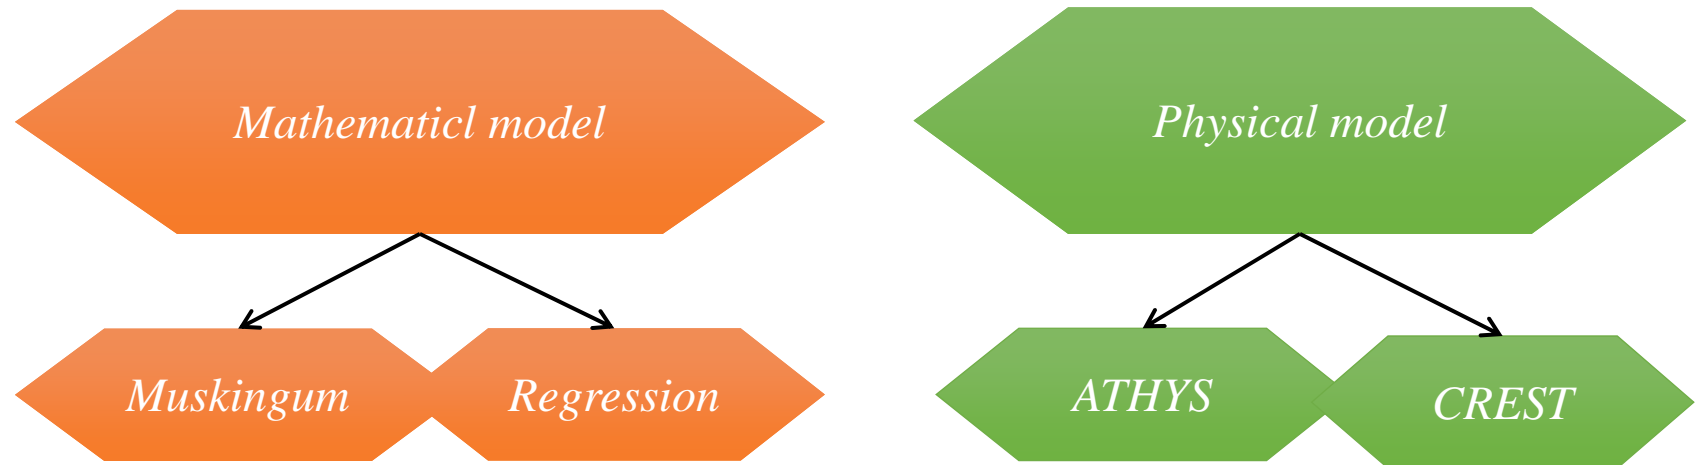 Mathematicl model
Physical model
Muskingum
Regression
ATHYS
CREST